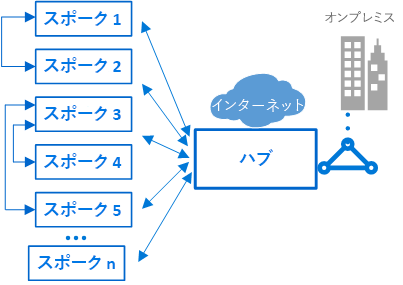 スポーク 1
スポーク 2
スポーク 3
スポーク 4
スポーク 5
スポーク n
インターネット
ハブ
オンプレミス